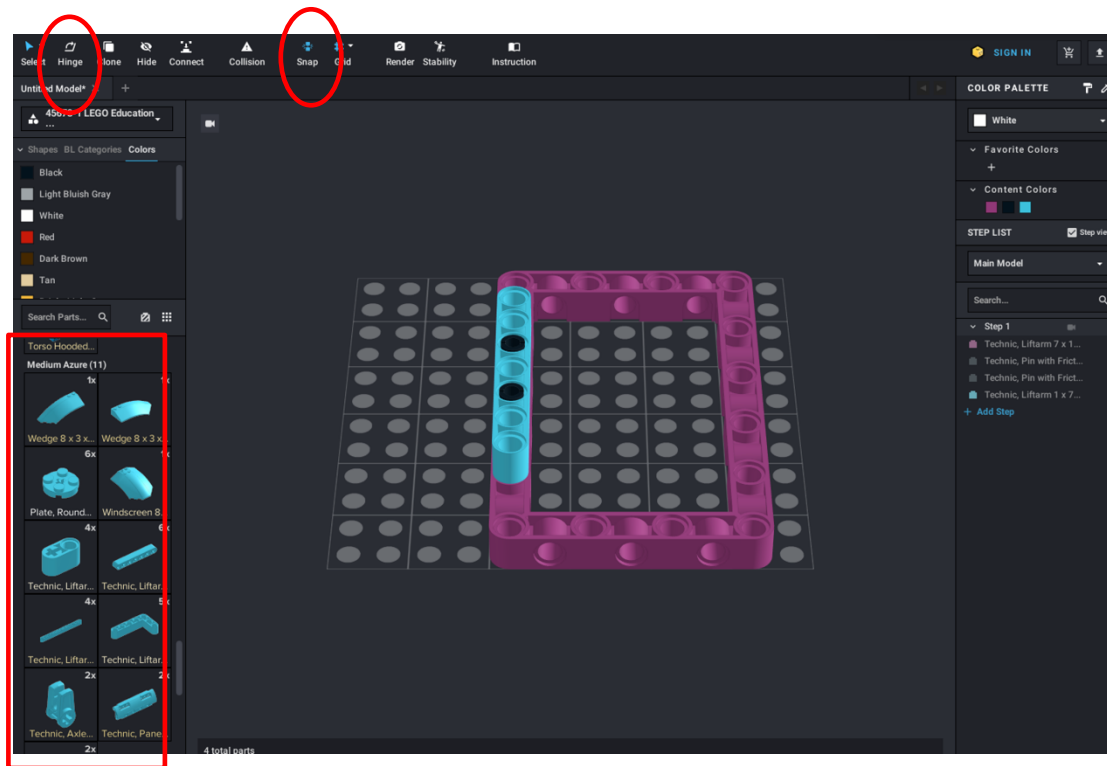 Select Hinge Clone Hide Connect Collision Snap Grid Render Stability Instruction SIGN IN
Untitled Model* +
LEGO Education
...
Shapes BL Categories Colors
Black
Light Bluish Gray
White
Red
Dark Brown
Tan
Search Parts...
Torso Hooded...
Medium Azure (11)
1x
Wedge 8 x 3 x... Wedge 8 x 3 x...
6x
Plate, Round... Windscreen 8...
4x 6x
Technic, Liftar... Technic, Liftar...
4x 5x
Technic, Liftar... Technic, Liftar...
2x 2x
Technic, Axle... Technic, Pane...
2x
4 total parts
COLOR PALETTE
White
Favorite Colors
+
Content Colors
STEP LIST Step vie
Main Model
Search...
Step 1
Technic, Liftarm 7 x 1...
Technic, Pin with Frict...
Technic, Pin with Frict...
Technic, Liftarm 1 x 7...
+ Add Step